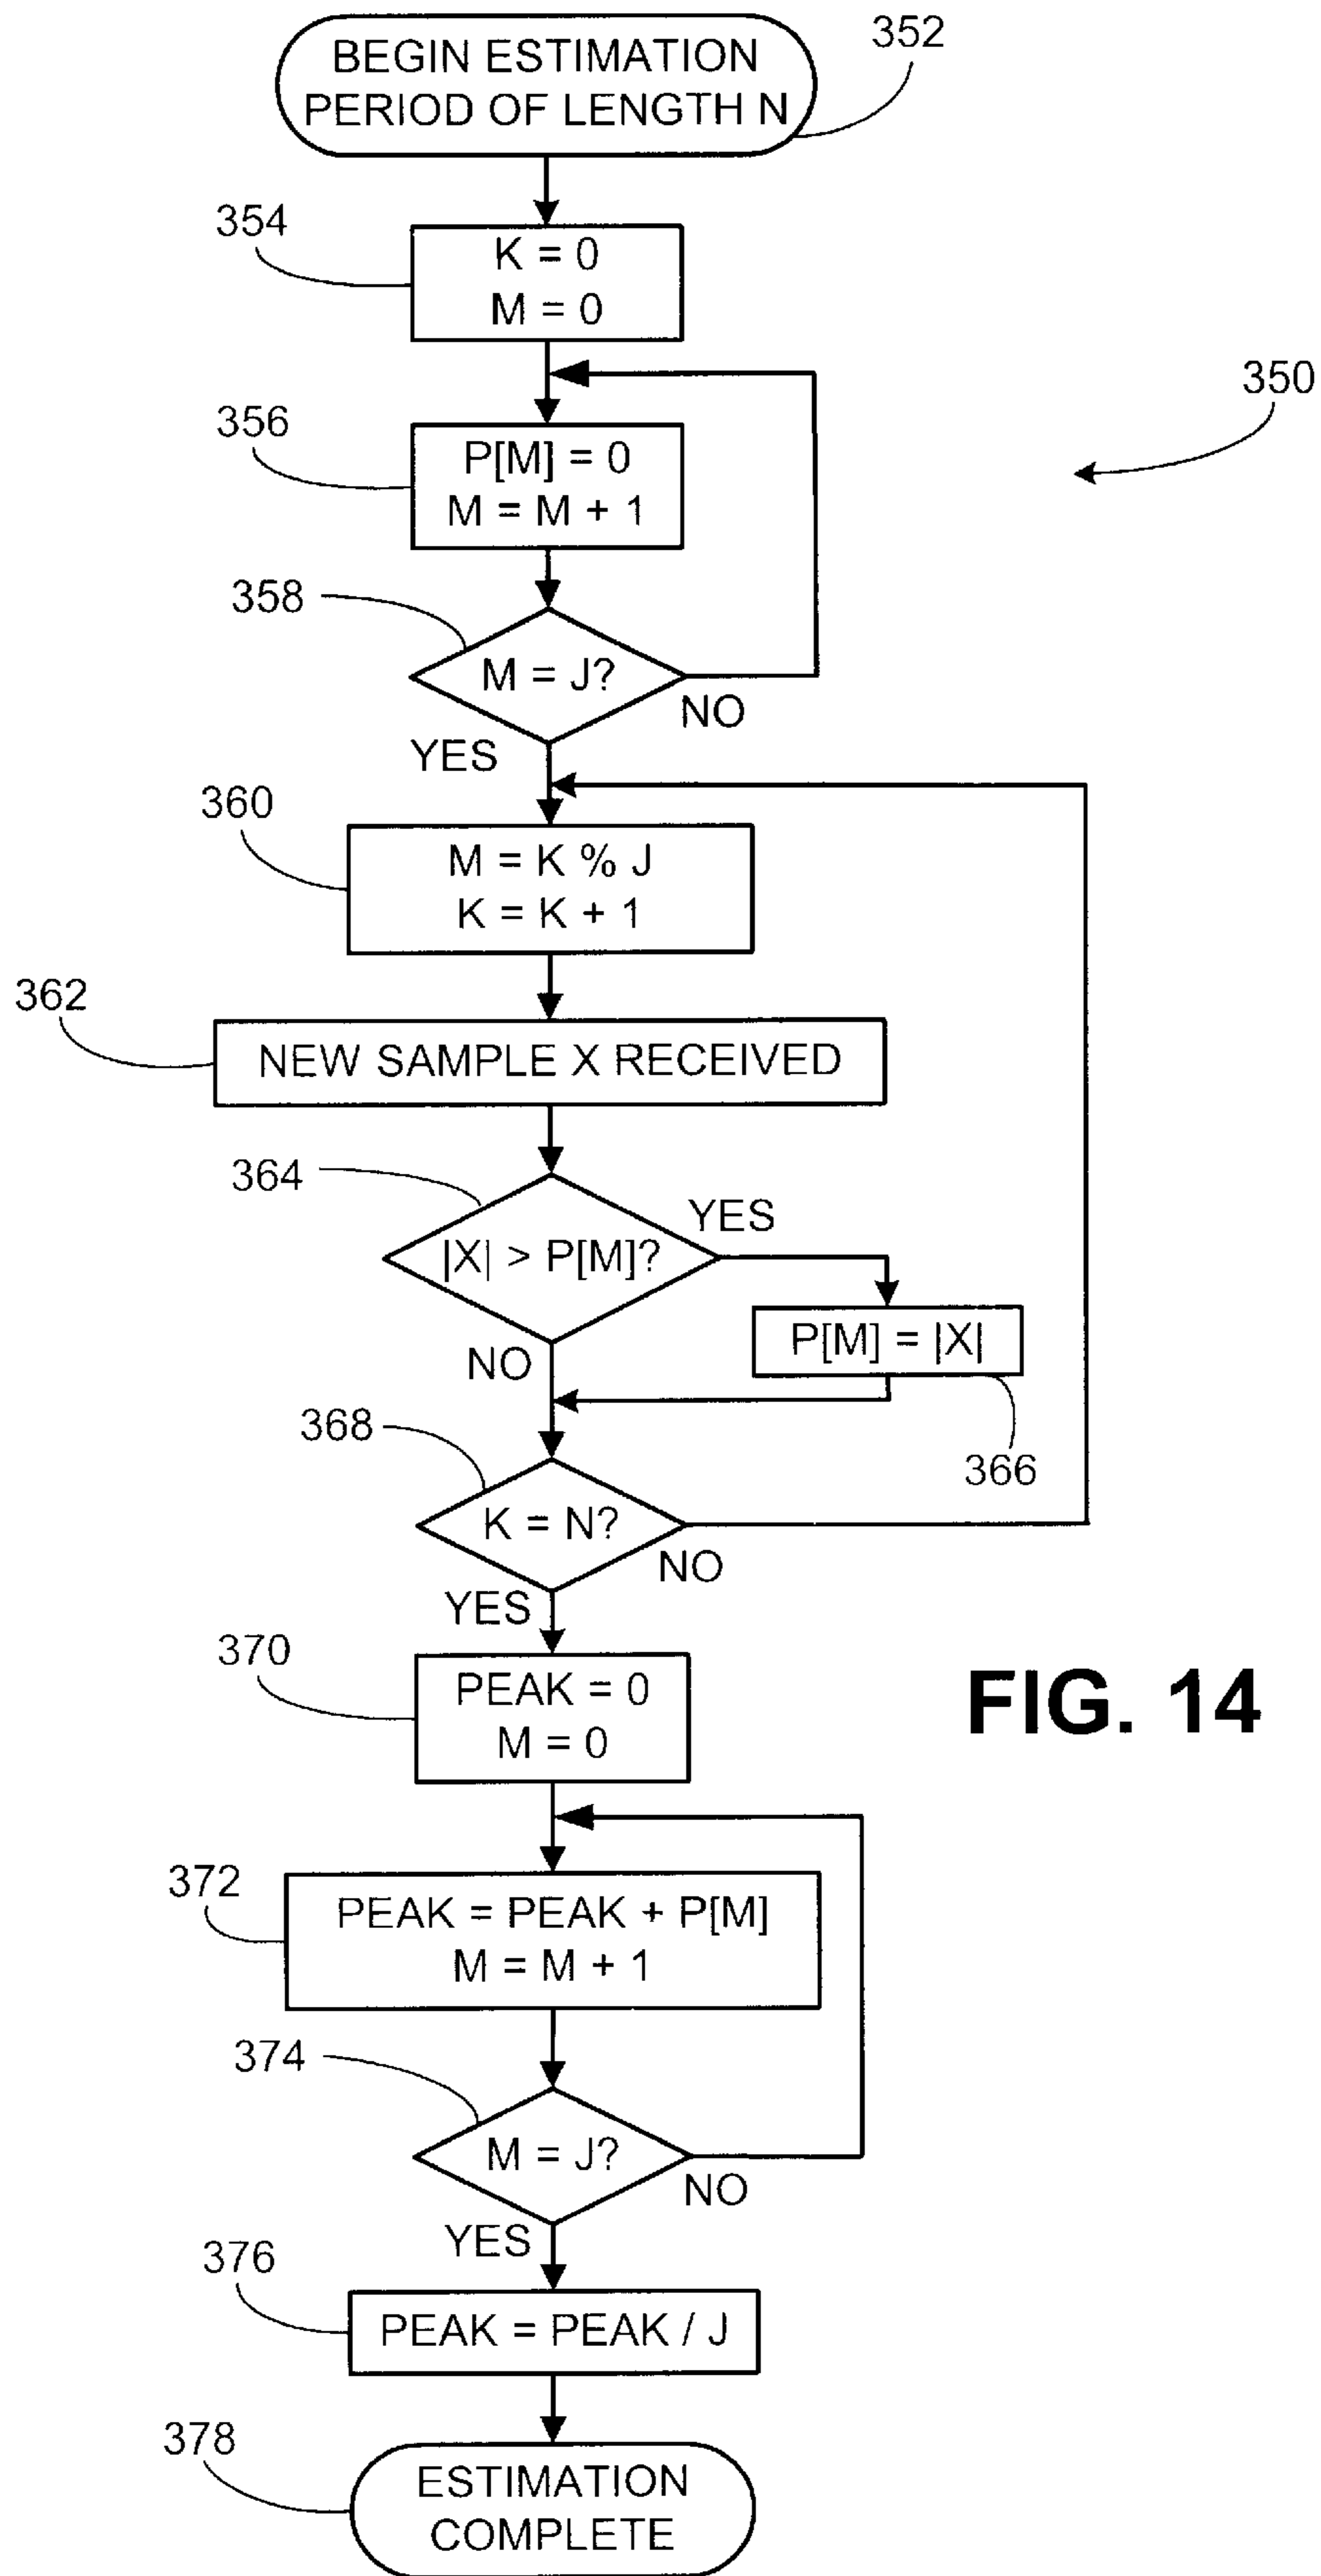 352
BEGIN ESTIMATION
PERIOD OF LENGTH N
354
K = 0
M = 0
350
356
P[M] = 0
M = M + 1
358
M = J?
NO
YES
360
M = K % J
K = K + 1
362
NEW SAMPLE X RECEIVED
364
YES
|X| > P[M]?
P[M] = |X|
NO
368
366
K = N?
NO
YES
370
PEAK = 0
M = 0
FIG. 14
372
PEAK = PEAK + P[M]
M = M + 1
374
M = J?
NO
YES
376
PEAK = PEAK / J
378
ESTIMATION
COMPLETE